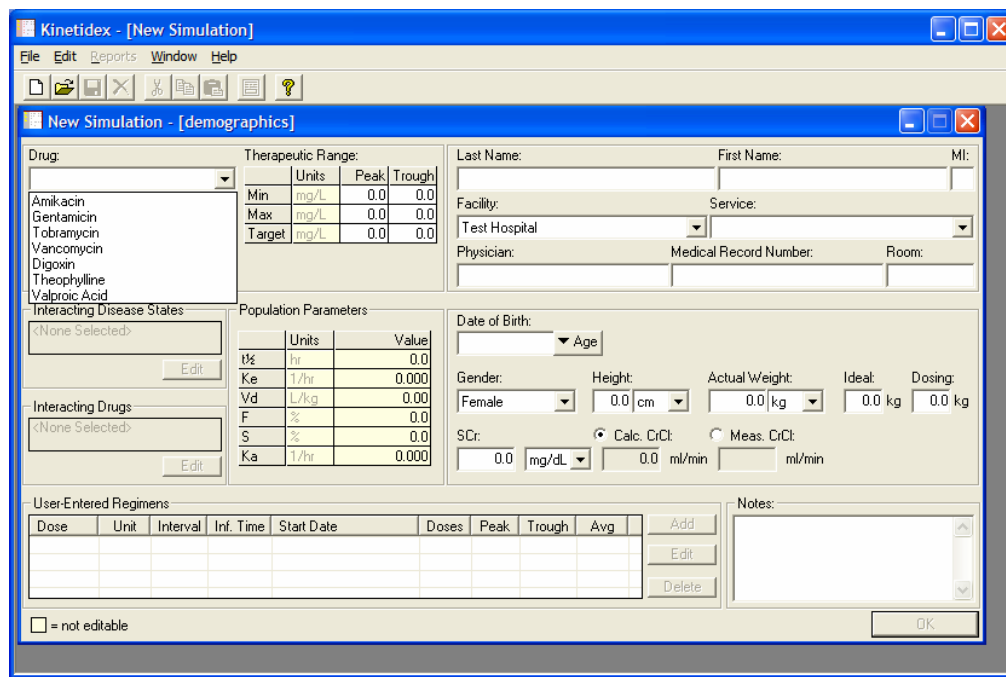 Kinetidex - [New Simulation]
File Edit Reports Window Help
New Simulation - [demographics]
Drug:
Amikacin
Gentamicin
Tobramycin
Vancomycin
Digoxin
Theophylline
Valproic Acid
Therapeutic Range:
Units Peak Trough
Min mg/L 0.0 0.0
Max mg/L 0.0 0.0
Target mg/L 0.0 0.0
Last Name: First Name: MI:
Facility: Service:
Test Hospital
Physician: Medical Record Number: Room:
Interacting Disease States
<None Selected>
Edit
Interacting Drugs
<None Selected>
Edit
Population Parameters
Units Value
t½ hr 0.0
Ke 1/hr 0.000
Vd L/kg 0.00
F % 0.0
S % 0.0
Ka 1/hr 0.000
Date of Birth:
Age
Gender: Height: Actual Weight: Ideal: Dosing:
Female 0.0 cm 0.0 kg 0.0 kg 0.0 kg
SCr: Calc. CrCl: Meas. CrCl:
0.0 mg/dL 0.0 ml/min ml/min
User-Entered Regimens
Dose Unit Interval Inf. Time Start Date Doses Peak Trough Avg
Add
Edit
Delete
Notes:
= not editable
OK